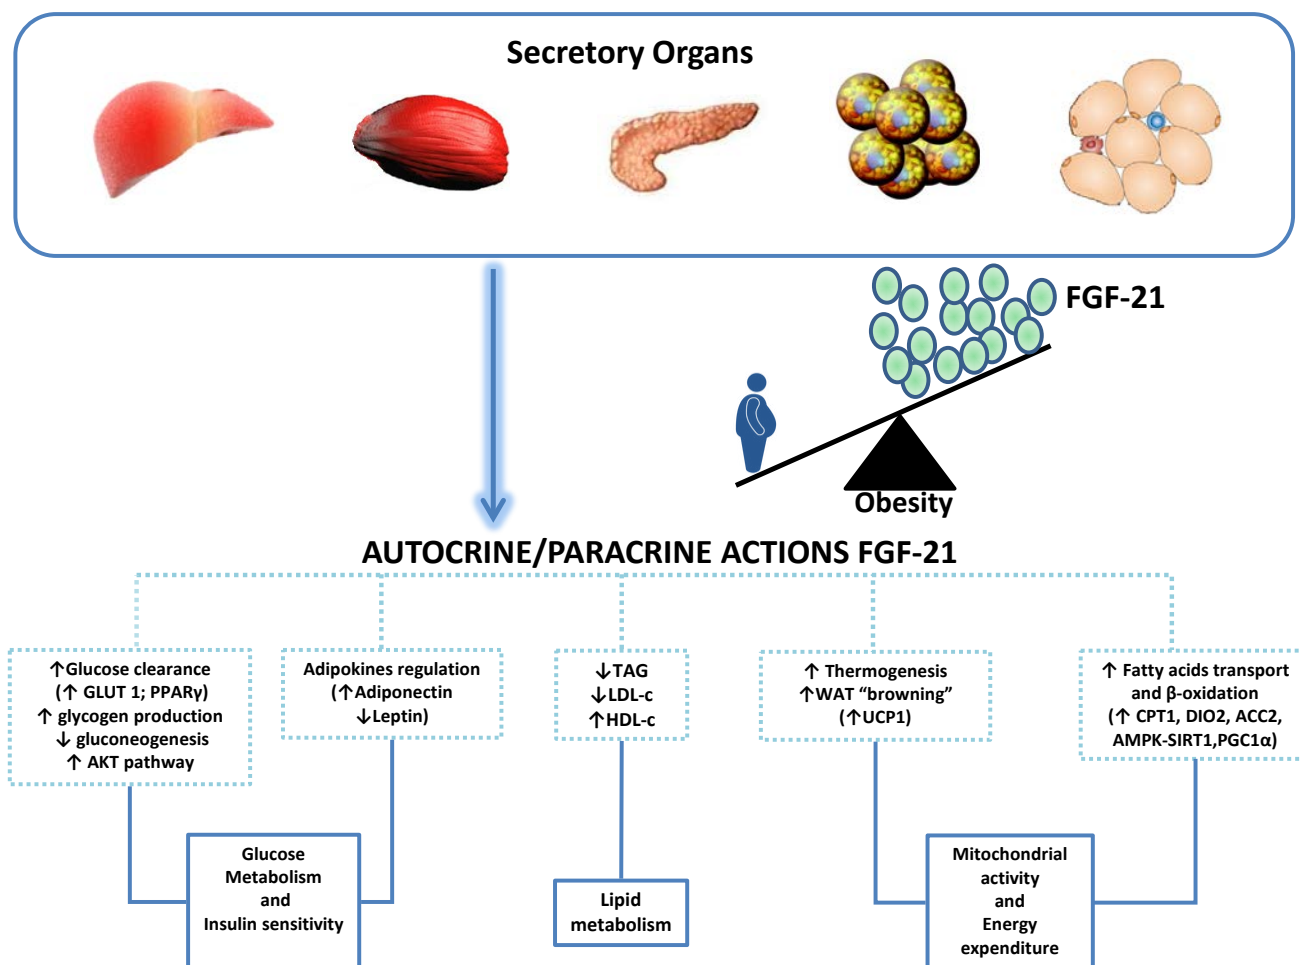 Secretory Organs
FGF-21
Obesity
AUTOCRINE/PARACRINE ACTIONS FGF-21
↑Glucose clearance
(↑ GLUT 1; PPARγ)
↑ glycogen production
↓ gluconeogenesis
↑ AKT pathway
Adipokines regulation
(↑Adiponectin
↓Leptin)
↓TAG
↓LDL-c
↑HDL-c
↑ Thermogenesis
↑WAT “browning”
(↑UCP1)
↑ Fatty acids transport
and β-oxidation
(↑ CPT1, DIO2, ACC2,
AMPK-SIRT1,PGC1α)
Glucose
Metabolism
and
Insulin sensitivity
Lipid
metabolism
Mitochondrial
activity
and
Energy
expenditure